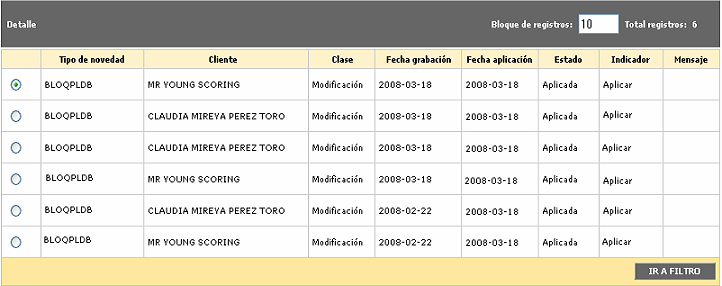 Detalle Bloque de registros: 10 Total registros: 6
Tipo de novedad Cliente Clase Fecha grabación Fecha aplicación Estado Indicador Mensaje
BLOQPLDB MR YOUNG SCORING Modificación 2008-03-18 2008-03-18 Aplicada Aplicar
BLOQPLDB CLAUDIA MIREYA PEREZ TORO Modificación 2008-03-18 2008-03-18 Aplicada Aplicar
BLOQPLDB CLAUDIA MIREYA PEREZ TORO Modificación 2008-03-18 2008-03-18 Aplicada Aplicar
BLOQPLDB MR YOUNG SCORING Modificación 2008-03-18 2008-03-18 Aplicada Aplicar
BLOQPLDB CLAUDIA MIREYA PEREZ TORO Modificación 2008-02-22 2008-03-18 Aplicada Aplicar
BLOQPLDB MR YOUNG SCORING Modificación 2008-02-22 2008-03-18 Aplicada Aplicar
IR A FILTRO